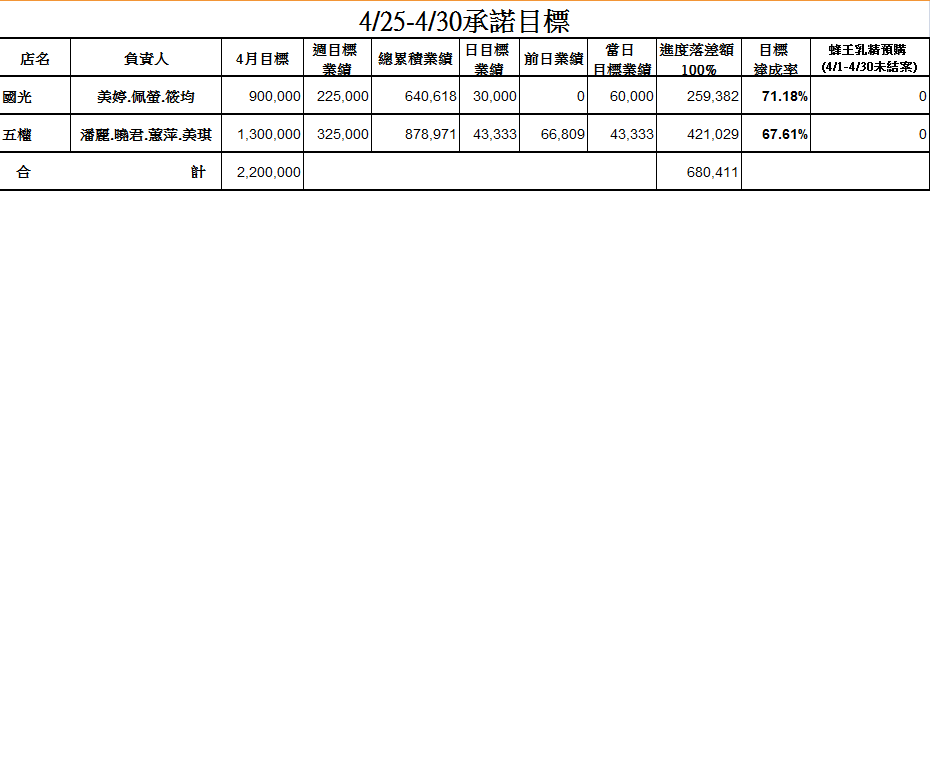 4/25-4/30承諾目標
店名 負責人 4月目標 週目標業績 總累積業績 日目標業績 前日業績 當日目標業績 進度落差額100% 目標達成率 蜂王乳精預購(4/1-4/30未結案)
國光 美婷.佩螢.筱均 900,000 225,000 640,618 30,000 0 60,000 259,382 71.18% 0
五權 潘麗.曉君.蕙萍.美琪 1,300,000 325,000 878,971 43,333 66,809 43,333 421,029 67.61% 0
合 計 2,200,000 680,411